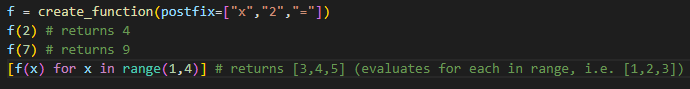 f = create_function(postfix=["x","2","="])
f(2) # returns 4
f(7) # returns 9
[f(x) for x in range(1,4)] # returns [3,4,5] (evaluates for each in range, i.e. [1,2,3])